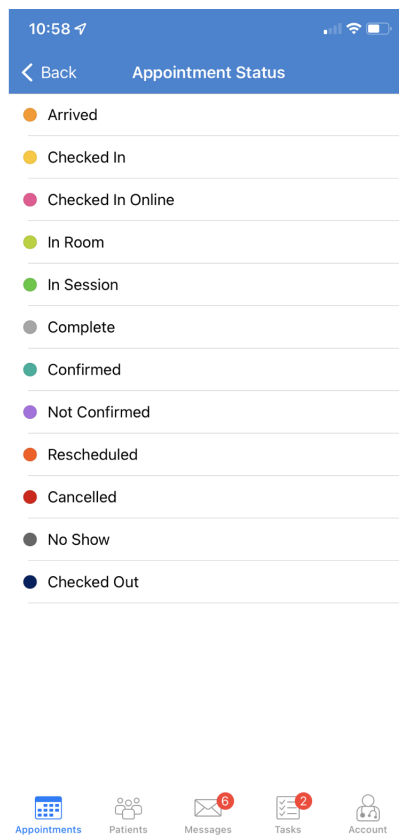 10:58
Back Appointment Status
Arrived
Checked In
Checked In Online
In Room
In Session
Complete
Confirmed
Not Confirmed
Rescheduled
Cancelled
No Show
Checked Out
6 2
Appointments Patients Messages Tasks Account